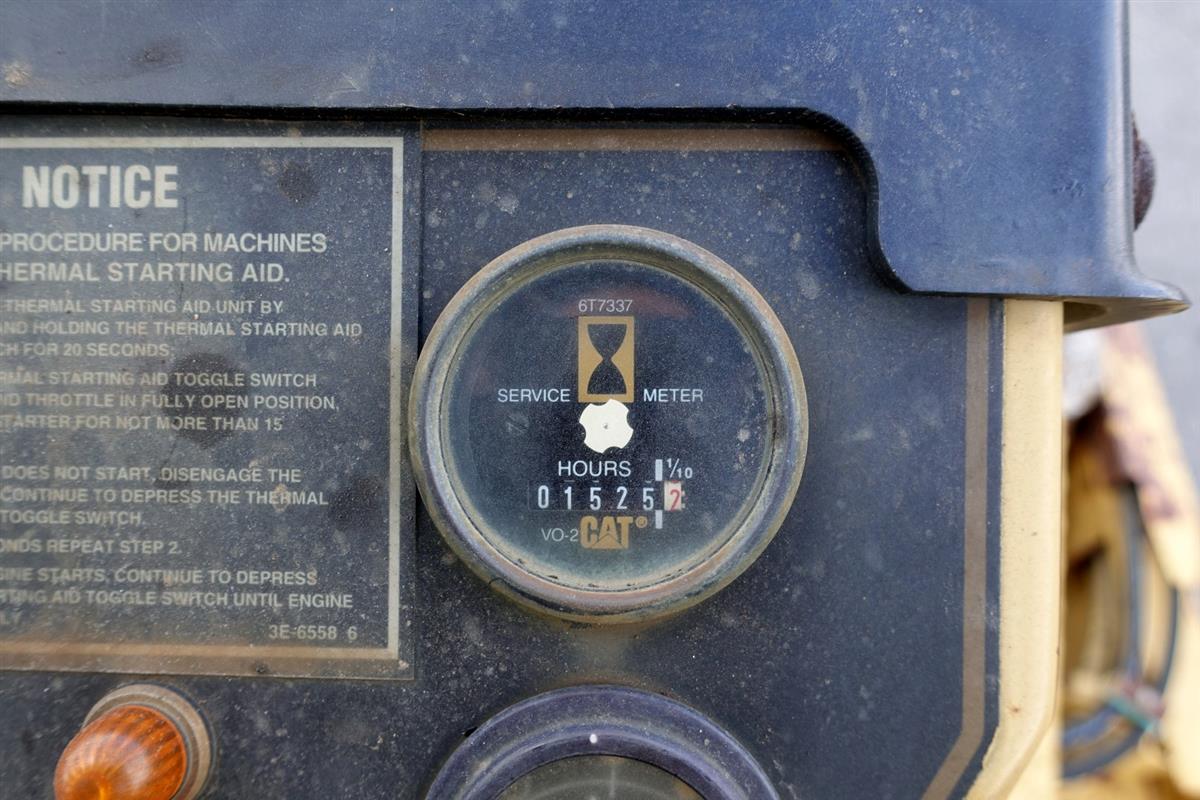 NOTICE
PROCEDURE FOR MACHINES
THERMAL STARTING AID.
THERMAL STARTING AID UNIT BY
AND HOLDING THE THERMAL STARTING AID
CH FOR 20 SECONDS
RMAL STARTING AID TOGGLE SWITCH
ND THROTTLE IN FULLY OPEN POSITION,
STARTER FOR NOT MORE THAN 15
DOES NOT START, DISENGAGE THE
CONTINUE TO DEPRESS THE THERMAL
TOGGLE SWITCH.
ONDS REPEAT STEP 2.
GINE STARTS, CONTINUE TO DEPRESS
RTING AID TOGGLE SWITCH UNTIL ENGINE
LY
3E-6558 6
6T7337
SERVICE METER
HOURS 1/10
015252
VO-2 CAT®